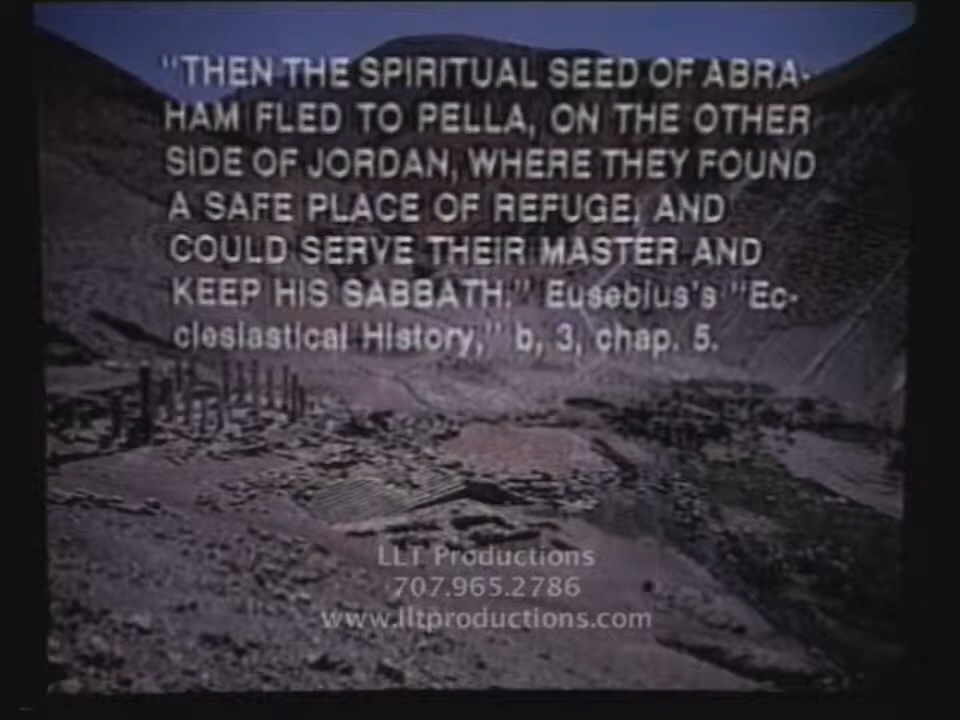 "THEN THE SPIRITUAL SEED OF ABRA-
HAM FLED TO PELLA, ON THE OTHER
SIDE OF JORDAN, WHERE THEY FOUND
A SAFE PLACE OF REFUGE, AND
COULD SERVE THEIR MASTER AND
KEEP HIS SABBATH." Eusebius's "Ec-
clesiastical History," b, 3, chap. 5.
LLT Productions
707.965.2786
www.lltproductions.com